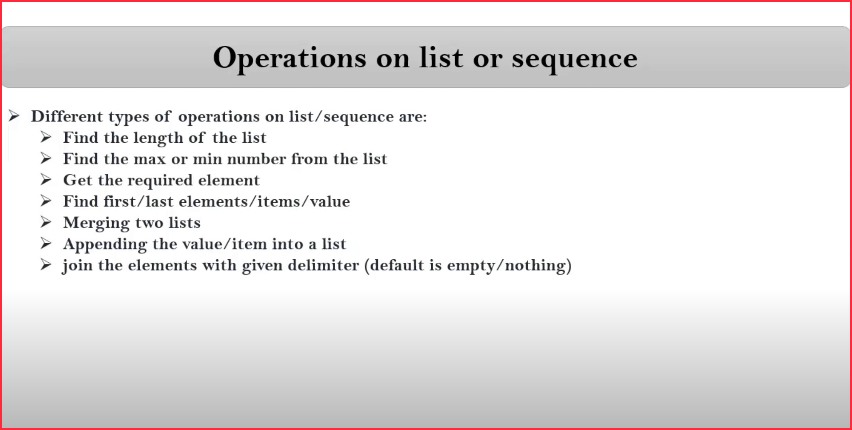 Operations on list or sequence
➢ Different types of operations on list/sequence are:
➢ Find the length of the list
➢ Find the max or min number from the list
➢ Get the required element
➢ Find first/last elements/items/value
➢ Merging two lists
➢ Appending the value/item into a list
➢ join the elements with given delimiter (default is empty/nothing)